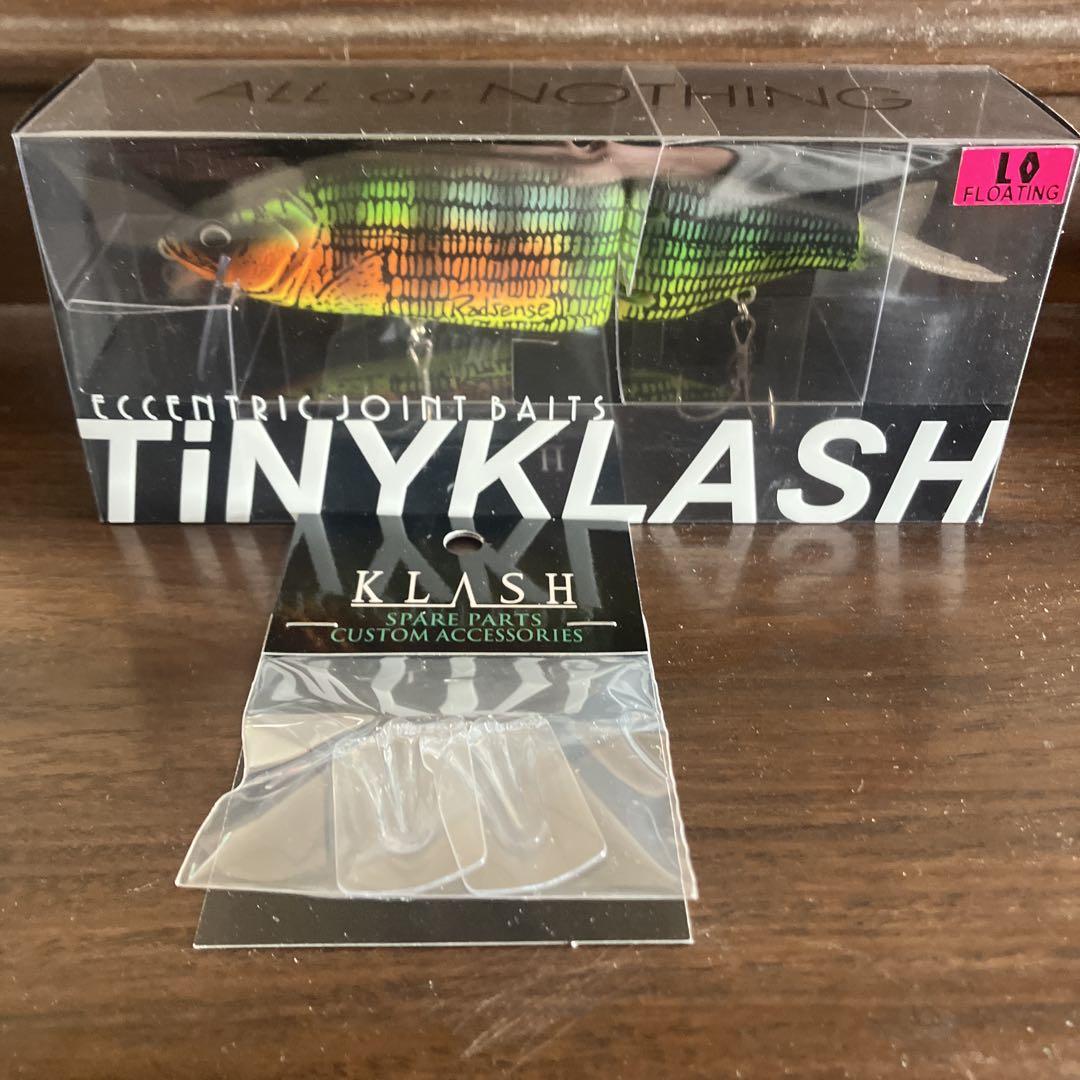 ALL or NOTHING
LO
FLOATING
Radsense
ECCENTRIC JOINT BAITS
TiNYKLASH
KLASH
SPARE PARTS
CUSTOM ACCESSORIES